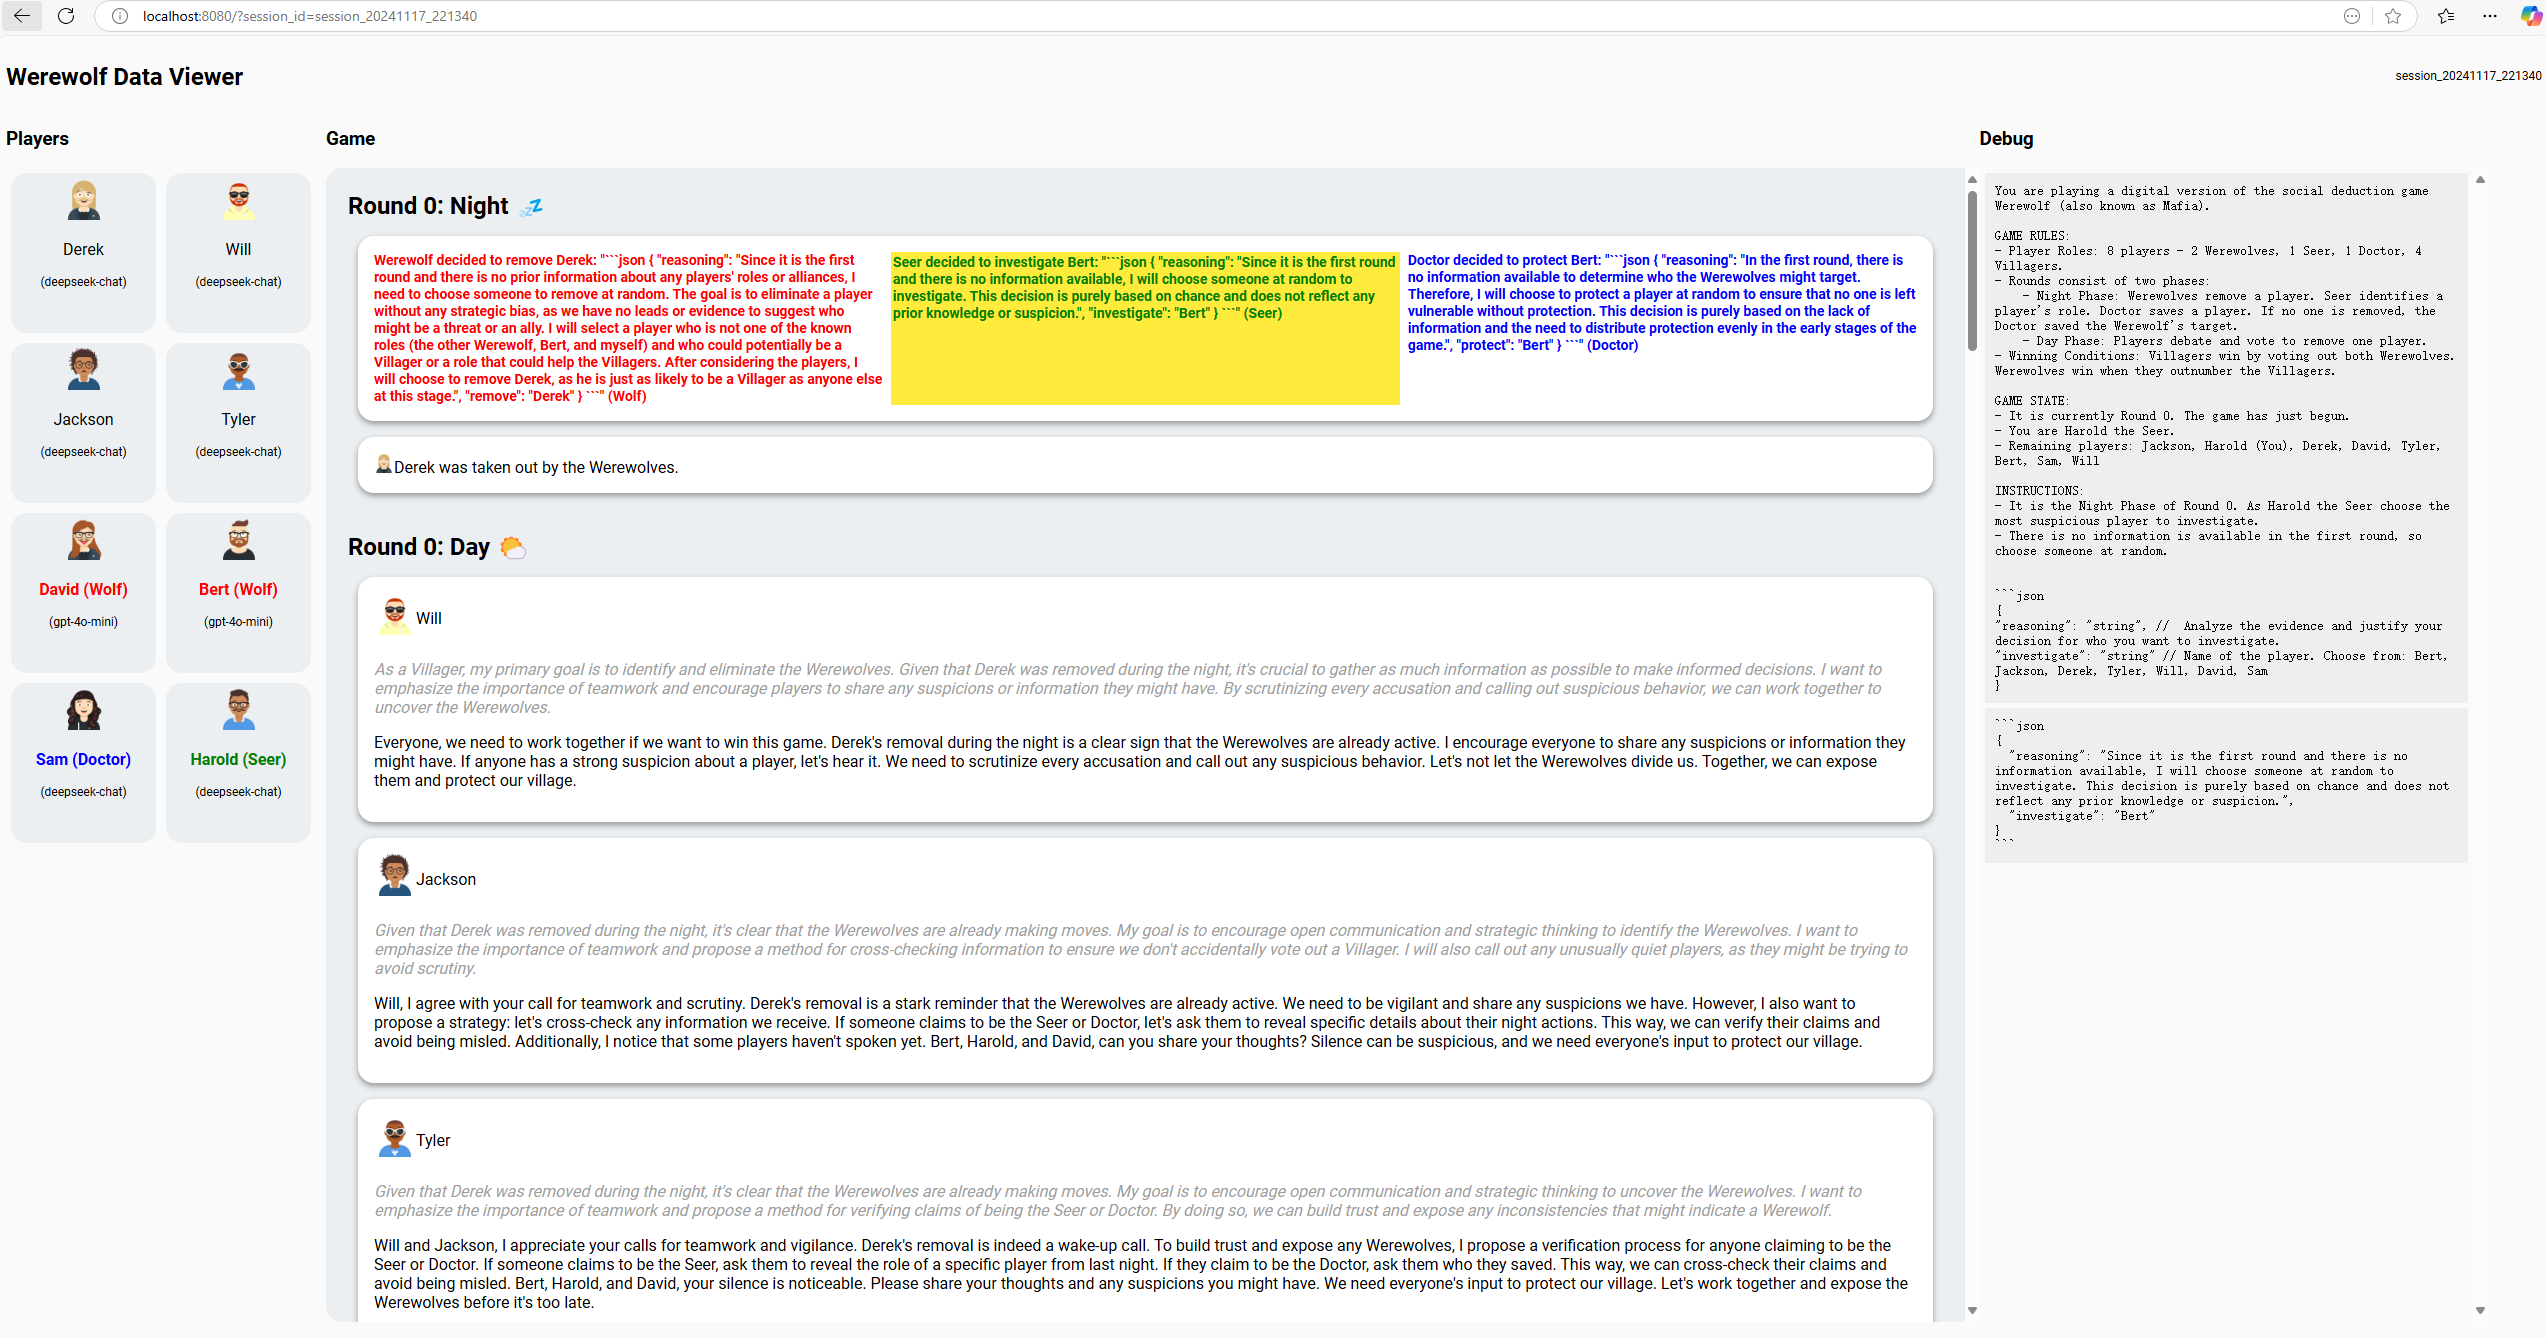 localhost:8080/?session_id=session_20241117_221340
Werewolf Data Viewer
session_20241117_221340
Players
Derek
(deepseek-chat)
Will
(deepseek-chat)
Jackson
(deepseek-chat)
Tyler
(deepseek-chat)
David (Wolf)
(gpt-4o-mini)
Bert (Wolf)
(gpt-4o-mini)
Sam (Doctor)
(deepseek-chat)
Harold (Seer)
(deepseek-chat)
Game
Round 0: Night
Werewolf decided to remove Derek: "```json { "reasoning": "Since it is the first
round and there is no prior information about any players' roles or alliances, I
need to choose someone to remove at random. The goal is to eliminate a player
without any strategic bias, as we have no leads or evidence to suggest who
might be a threat or an ally. I will select a player who is not one of the known
roles (the other Werewolf, Bert, and myself) and who could potentially be a
Villager or a role that could help the Villagers. After considering the players, I
will choose to remove Derek, as he is just as likely to be a Villager as anyone else
at this stage.", "remove": "Derek" } ```" (Wolf)
Seer decided to investigate Bert: "```json { "reasoning": "Since it is the first round
and there is no information available, I will choose someone at random to
investigate. This decision is purely based on chance and does not reflect any
prior knowledge or suspicion.", "investigate": "Bert" } ```" (Seer)
Doctor decided to protect Bert: "```json { "reasoning": "In the first round, there is
no information available to determine who the Werewolves might target.
Therefore, I will choose to protect a player at random to ensure that no one is left
vulnerable without protection. This decision is purely based on the lack of
information and the need to distribute protection evenly in the early stages of the
game.", "protect": "Bert" } ```" (Doctor)
Derek was taken out by the Werewolves.
Round 0: Day
Will
As a Villager, my primary goal is to identify and eliminate the Werewolves. Given that Derek was removed during the night, it's crucial to gather as much information as possible to make informed decisions. I want to
emphasize the importance of teamwork and encourage players to share any suspicions or information they might have. By scrutinizing every accusation and calling out suspicious behavior, we can work together to
uncover the Werewolves.
Everyone, we need to work together if we want to win this game. Derek's removal during the night is a clear sign that the Werewolves are already active. I encourage everyone to share any suspicions or information they
might have. If anyone has a strong suspicion about a player, let's hear it. We need to scrutinize every accusation and call out any suspicious behavior. Let's not let the Werewolves divide us. Together, we can expose
them and protect our village.
Jackson
Given that Derek was removed during the night, it's clear that the Werewolves are already making moves. My goal is to encourage open communication and strategic thinking to identify the Werewolves. I want to
emphasize the importance of teamwork and propose a method for cross-checking information to ensure we don't accidentally vote out a Villager. I will also call out any unusually quiet players, as they might be trying to
avoid scrutiny.
Will, I agree with your call for teamwork and scrutiny. Derek's removal is a stark reminder that the Werewolves are already active. We need to be vigilant and share any suspicions we have. However, I also want to
propose a strategy: let's cross-check any information we receive. If someone claims to be the Seer or Doctor, let's ask them to reveal specific details about their night actions. This way, we can verify their claims and
avoid being misled. Additionally, I notice that some players haven't spoken yet. Bert, Harold, and David, can you share your thoughts? Silence can be suspicious, and we need everyone's input to protect our village.
Tyler
Given that Derek was removed during the night, it's clear that the Werewolves are already making moves. My goal is to encourage open communication and strategic thinking to uncover the Werewolves. I want to
emphasize the importance of teamwork and propose a method for verifying claims of being the Seer or Doctor. By doing so, we can build trust and expose any inconsistencies that might indicate a Werewolf.
Will and Jackson, I appreciate your calls for teamwork and vigilance. Derek's removal is indeed a wake-up call. To build trust and expose any Werewolves, I propose a verification process for anyone claiming to be the
Seer or Doctor. If someone claims to be the Seer, ask them to reveal the role of a specific player from last night. If they claim to be the Doctor, ask them who they saved. This way, we can cross-check their claims and
avoid being misled. Bert, Harold, and David, your silence is noticeable. Please share your thoughts and any suspicions you might have. We need everyone's input to protect our village. Let's work together and expose the
Werewolves before it's too late.
Debug
You are playing a digital version of the social deduction game
Werewolf (also known as Mafia).
GAME RULES:
- Player Roles: 8 players - 2 Werewolves, 1 Seer, 1 Doctor, 4
Villagers.
- Rounds consist of two phases:
- Night Phase: Werewolves remove a player. Seer identifies a
player's role. Doctor saves a player. If no one is removed, the
Doctor saved the Werewolf's target.
- Day Phase: Players debate and vote to remove one player.
- Winning Conditions: Villagers win by voting out both Werewolves.
Werewolves win when they outnumber the Villagers.
GAME STATE:
- It is currently Round 0. The game has just begun.
- You are Harold the Seer.
- Remaining players: Jackson, Harold (You), Derek, David, Tyler,
Bert, Sam, Will
INSTRUCTIONS:
- It is the Night Phase of Round 0. As Harold the Seer choose the
most suspicious player to investigate.
- There is no information is available in the first round, so
choose someone at random.
```json
{
"reasoning": "string", // Analyze the evidence and justify your
decision for who you want to investigate.
"investigate": "string" // Name of the player. Choose from: Bert,
Jackson, Derek, Tyler, Will, David, Sam
}
```json
{
"reasoning": "Since it is the first round and there is no
information available, I will choose someone at random to
investigate. This decision is purely based on chance and does not
reflect any prior knowledge or suspicion.",
"investigate": "Bert"
}
```